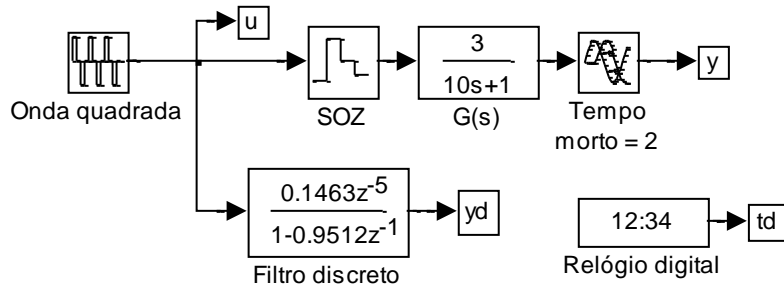 u
3
10s+1
y
Onda quadrada
SOZ
G(s)
Tempo
morto = 2
0.1463z-5
1-0.9512z-1
yd
12:34
td
Filtro discreto
Relógio digital